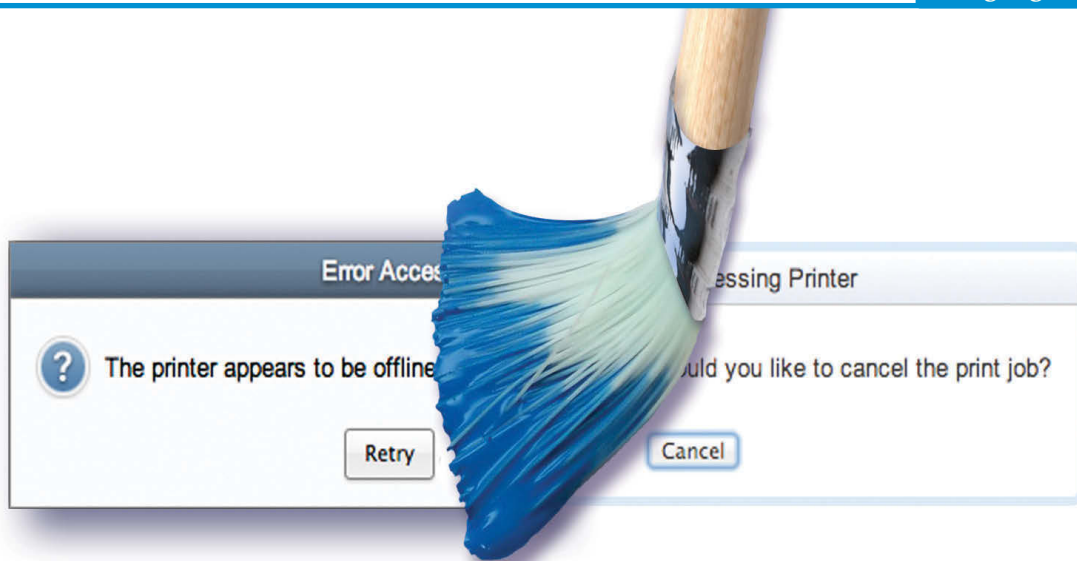 Error Acces essing Printer
? The printer appears to be offline uld you like to cancel the print job?
Retry Cancel